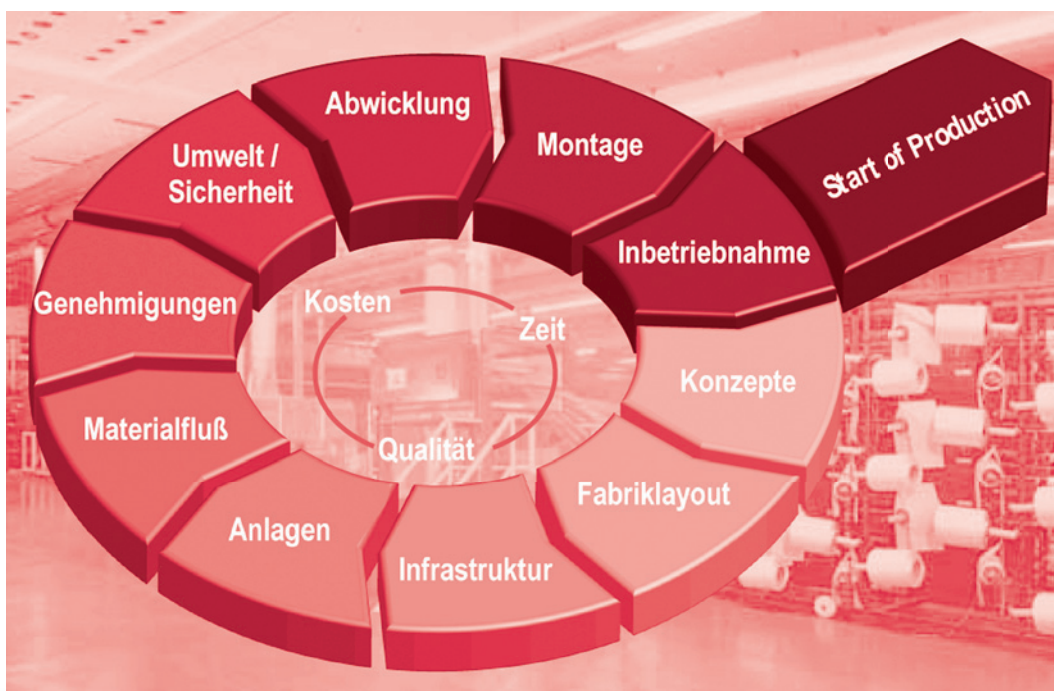 Abwicklung
Montage
Start of Production
Umwelt /
Sicherheit
Inbetriebnahme
Genehmigungen
Kosten
Zeit
Konzepte
Materialfluß
Qualität
Fabriklayout
Anlagen
Infrastruktur